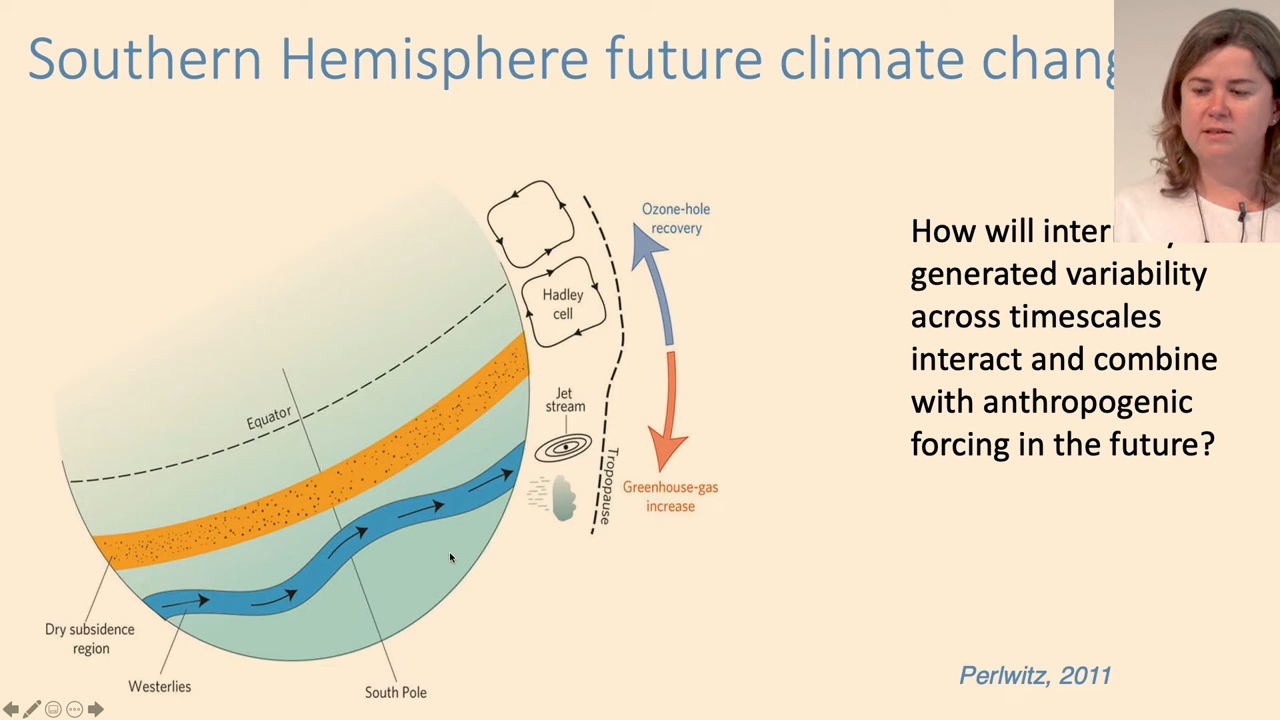 Southern Hemisphere future climate chang
Ozone-hole
recovery
How will inter
generated variability
across timescales
interact and combine
with anthropogenic
forcing in the future?
Hadley
cell
Jet
stream
Equator
Tropopause
Greenhouse-gas
increase
Dry subsidence
region
Westerlies
South Pole
Perlwitz, 2011